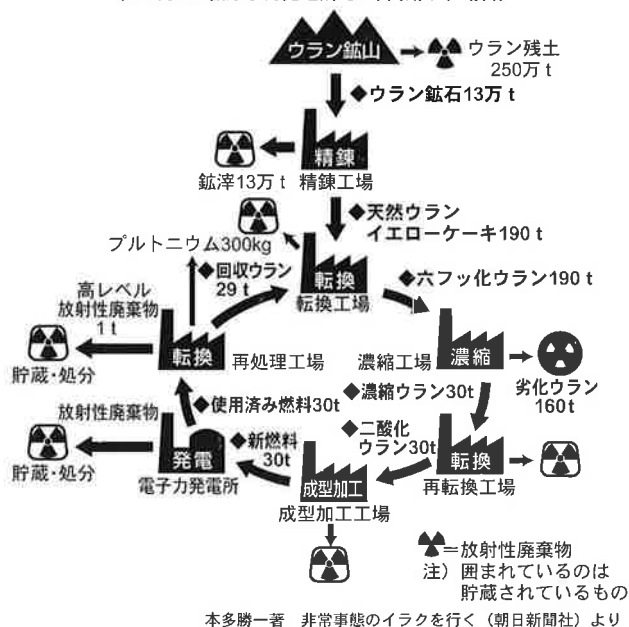 ウラン鉱山
ウラン残土
250万t
◆ウラン鉱石13万t
精錬
鉱滓13万t
精錬工場
◆天然ウラン
イエローケーキ190t
プルトニウム300kg
◆回収ウラン
29t
転換
転換工場
◆六フッ化ウラン190t
高レベル
放射性廃棄物
1t
転換
再処理工場
貯蔵・処分
濃縮工場
濃縮
劣化ウラン
160t
◆濃縮ウラン30t
◆使用済み燃料30t
放射性廃棄物
発電
電子力発電所
貯蔵・処分
◆新燃料
30t
◆二酸化
ウラン30t
転換
再転換工場
成型加工
成型加工工場
=放射性廃棄物
注)囲まれているのは
貯蔵されているもの
本多勝一著 非常事態のイラクを行く(朝日新聞社)より